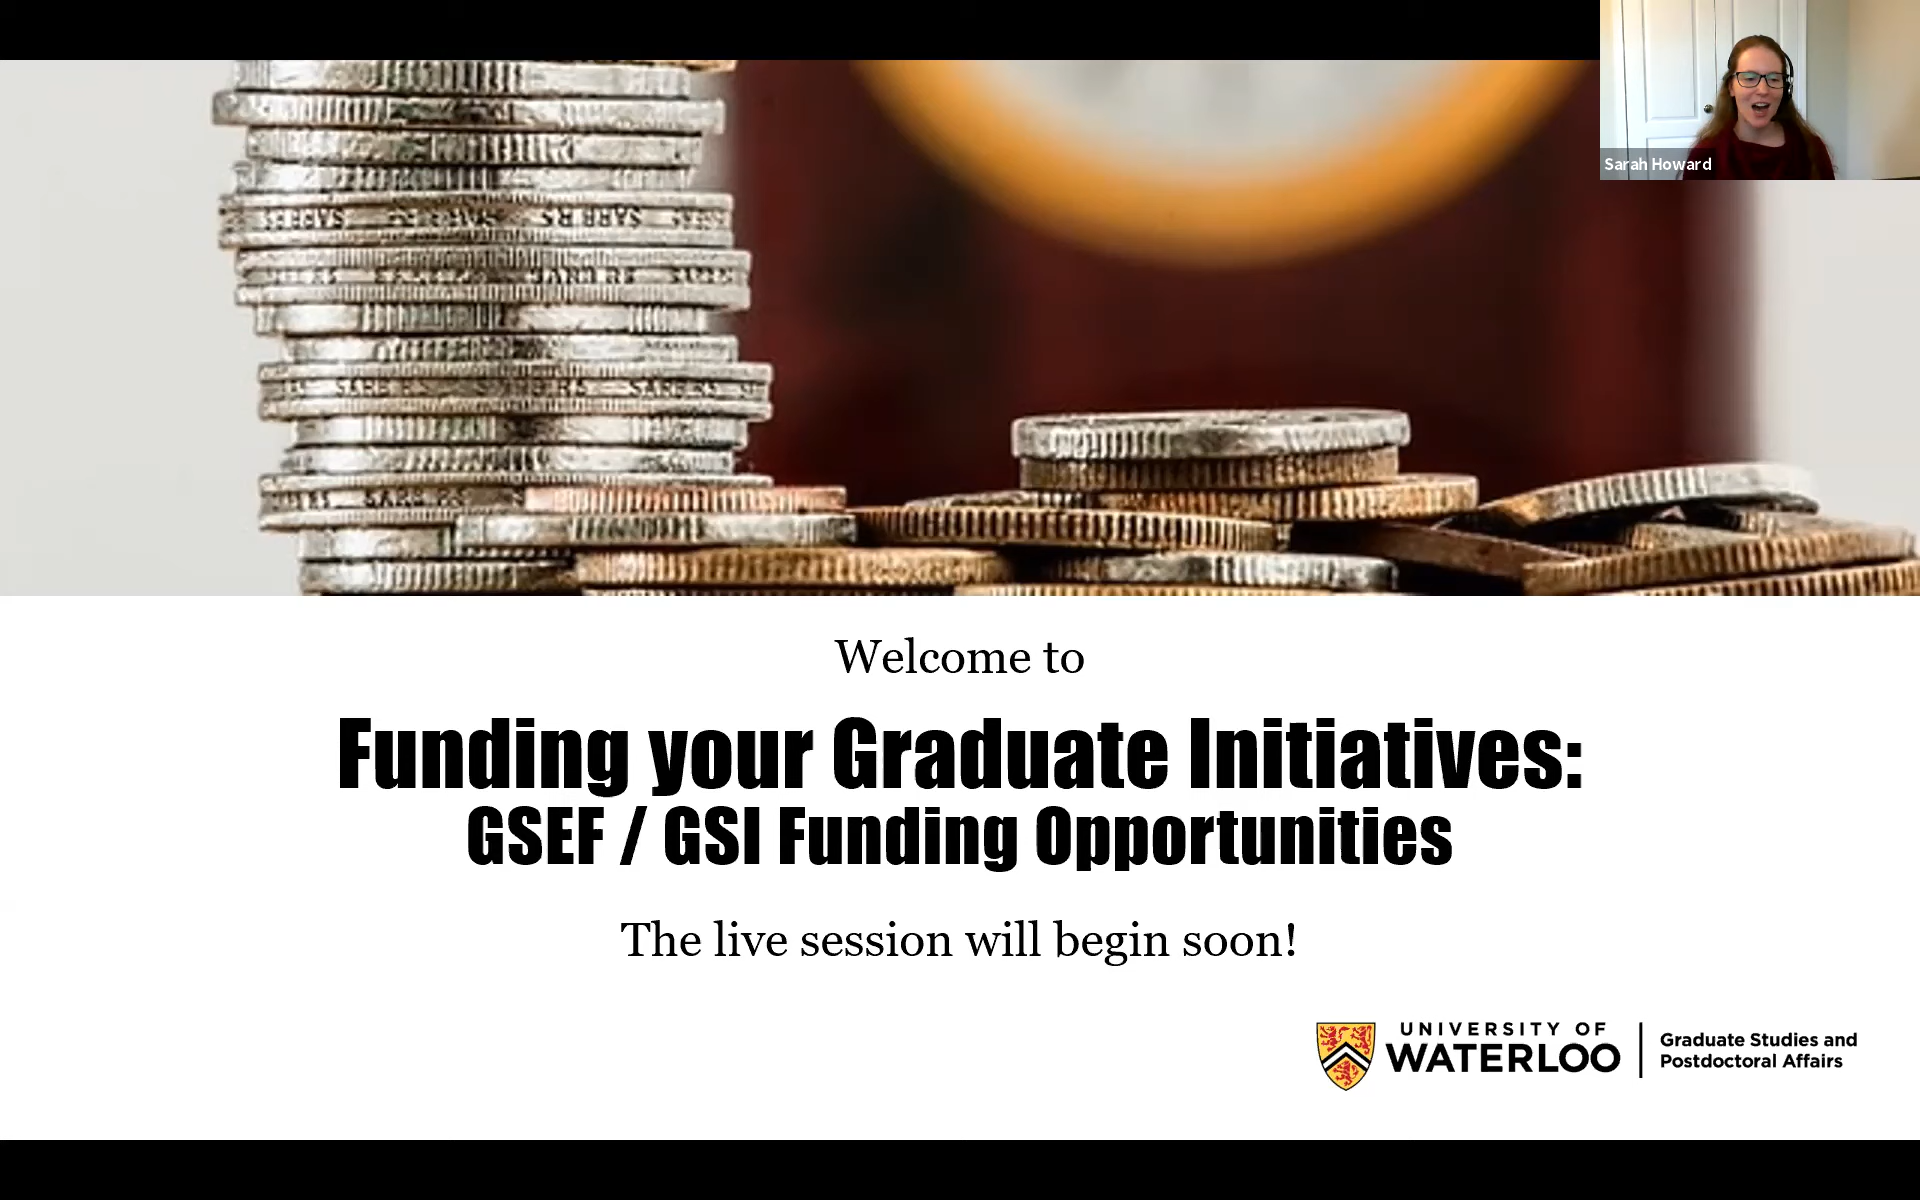 Sarah Howard
Welcome to
Funding your Graduate Initiatives:
GSEF / GSI Funding Opportunities
The live session will begin soon!
UNIVERSITY OF
WATERLOO
Graduate Studies and
Postdoctoral Affairs